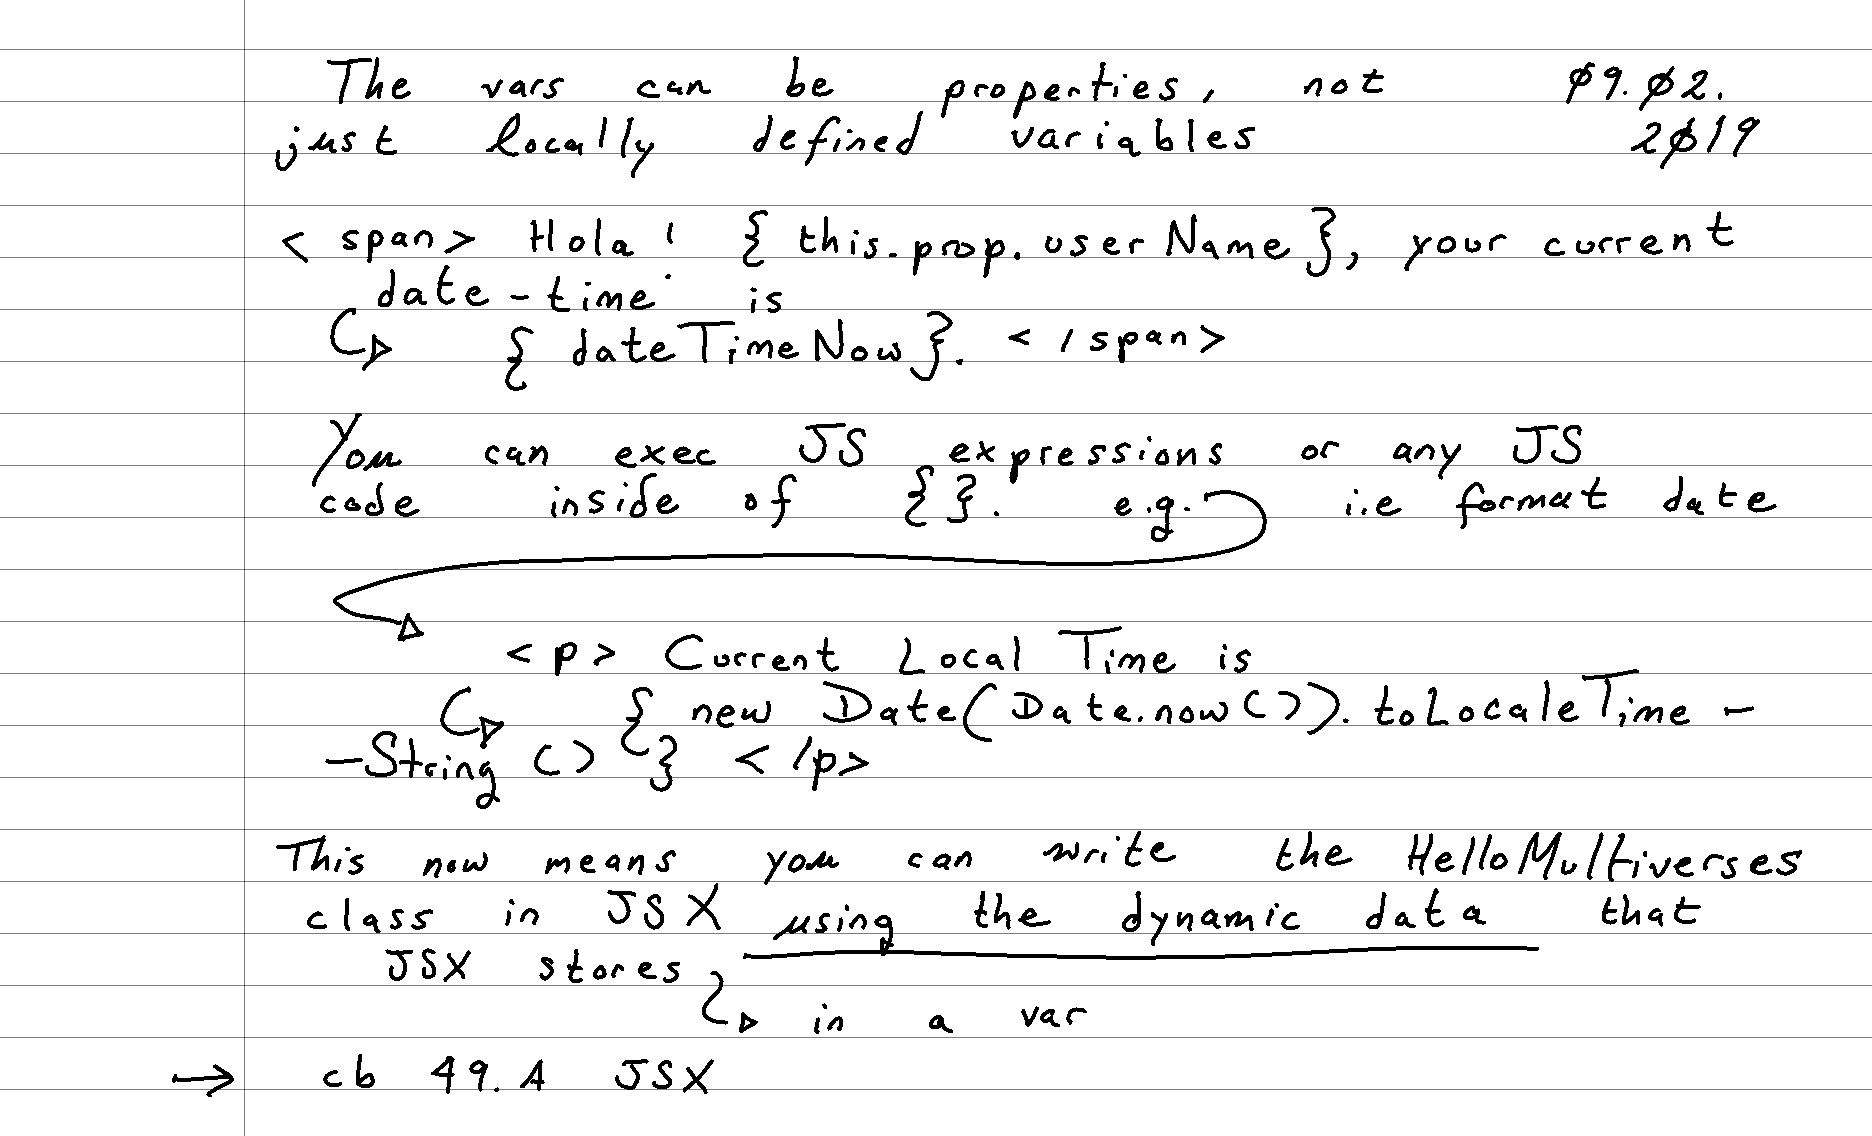 The vars can be properties, not
Ø9.Ø2.
just locally defined variables
2Ø19
<span> Hola! { this.prop.userName }, your current
date-time is
{ dateTimeNow }. </span>
You can exec JS expressions or any JS
code inside of { }. e.g. i.e format date
<p> Current Local Time is
{ new Date(Date.now()).toLocaleTime-
-String () } </p>
This now means you can write the HelloMultiverses
class in JSX using the dynamic data that
JSX stores
in a var
→ cb 49.A JSX